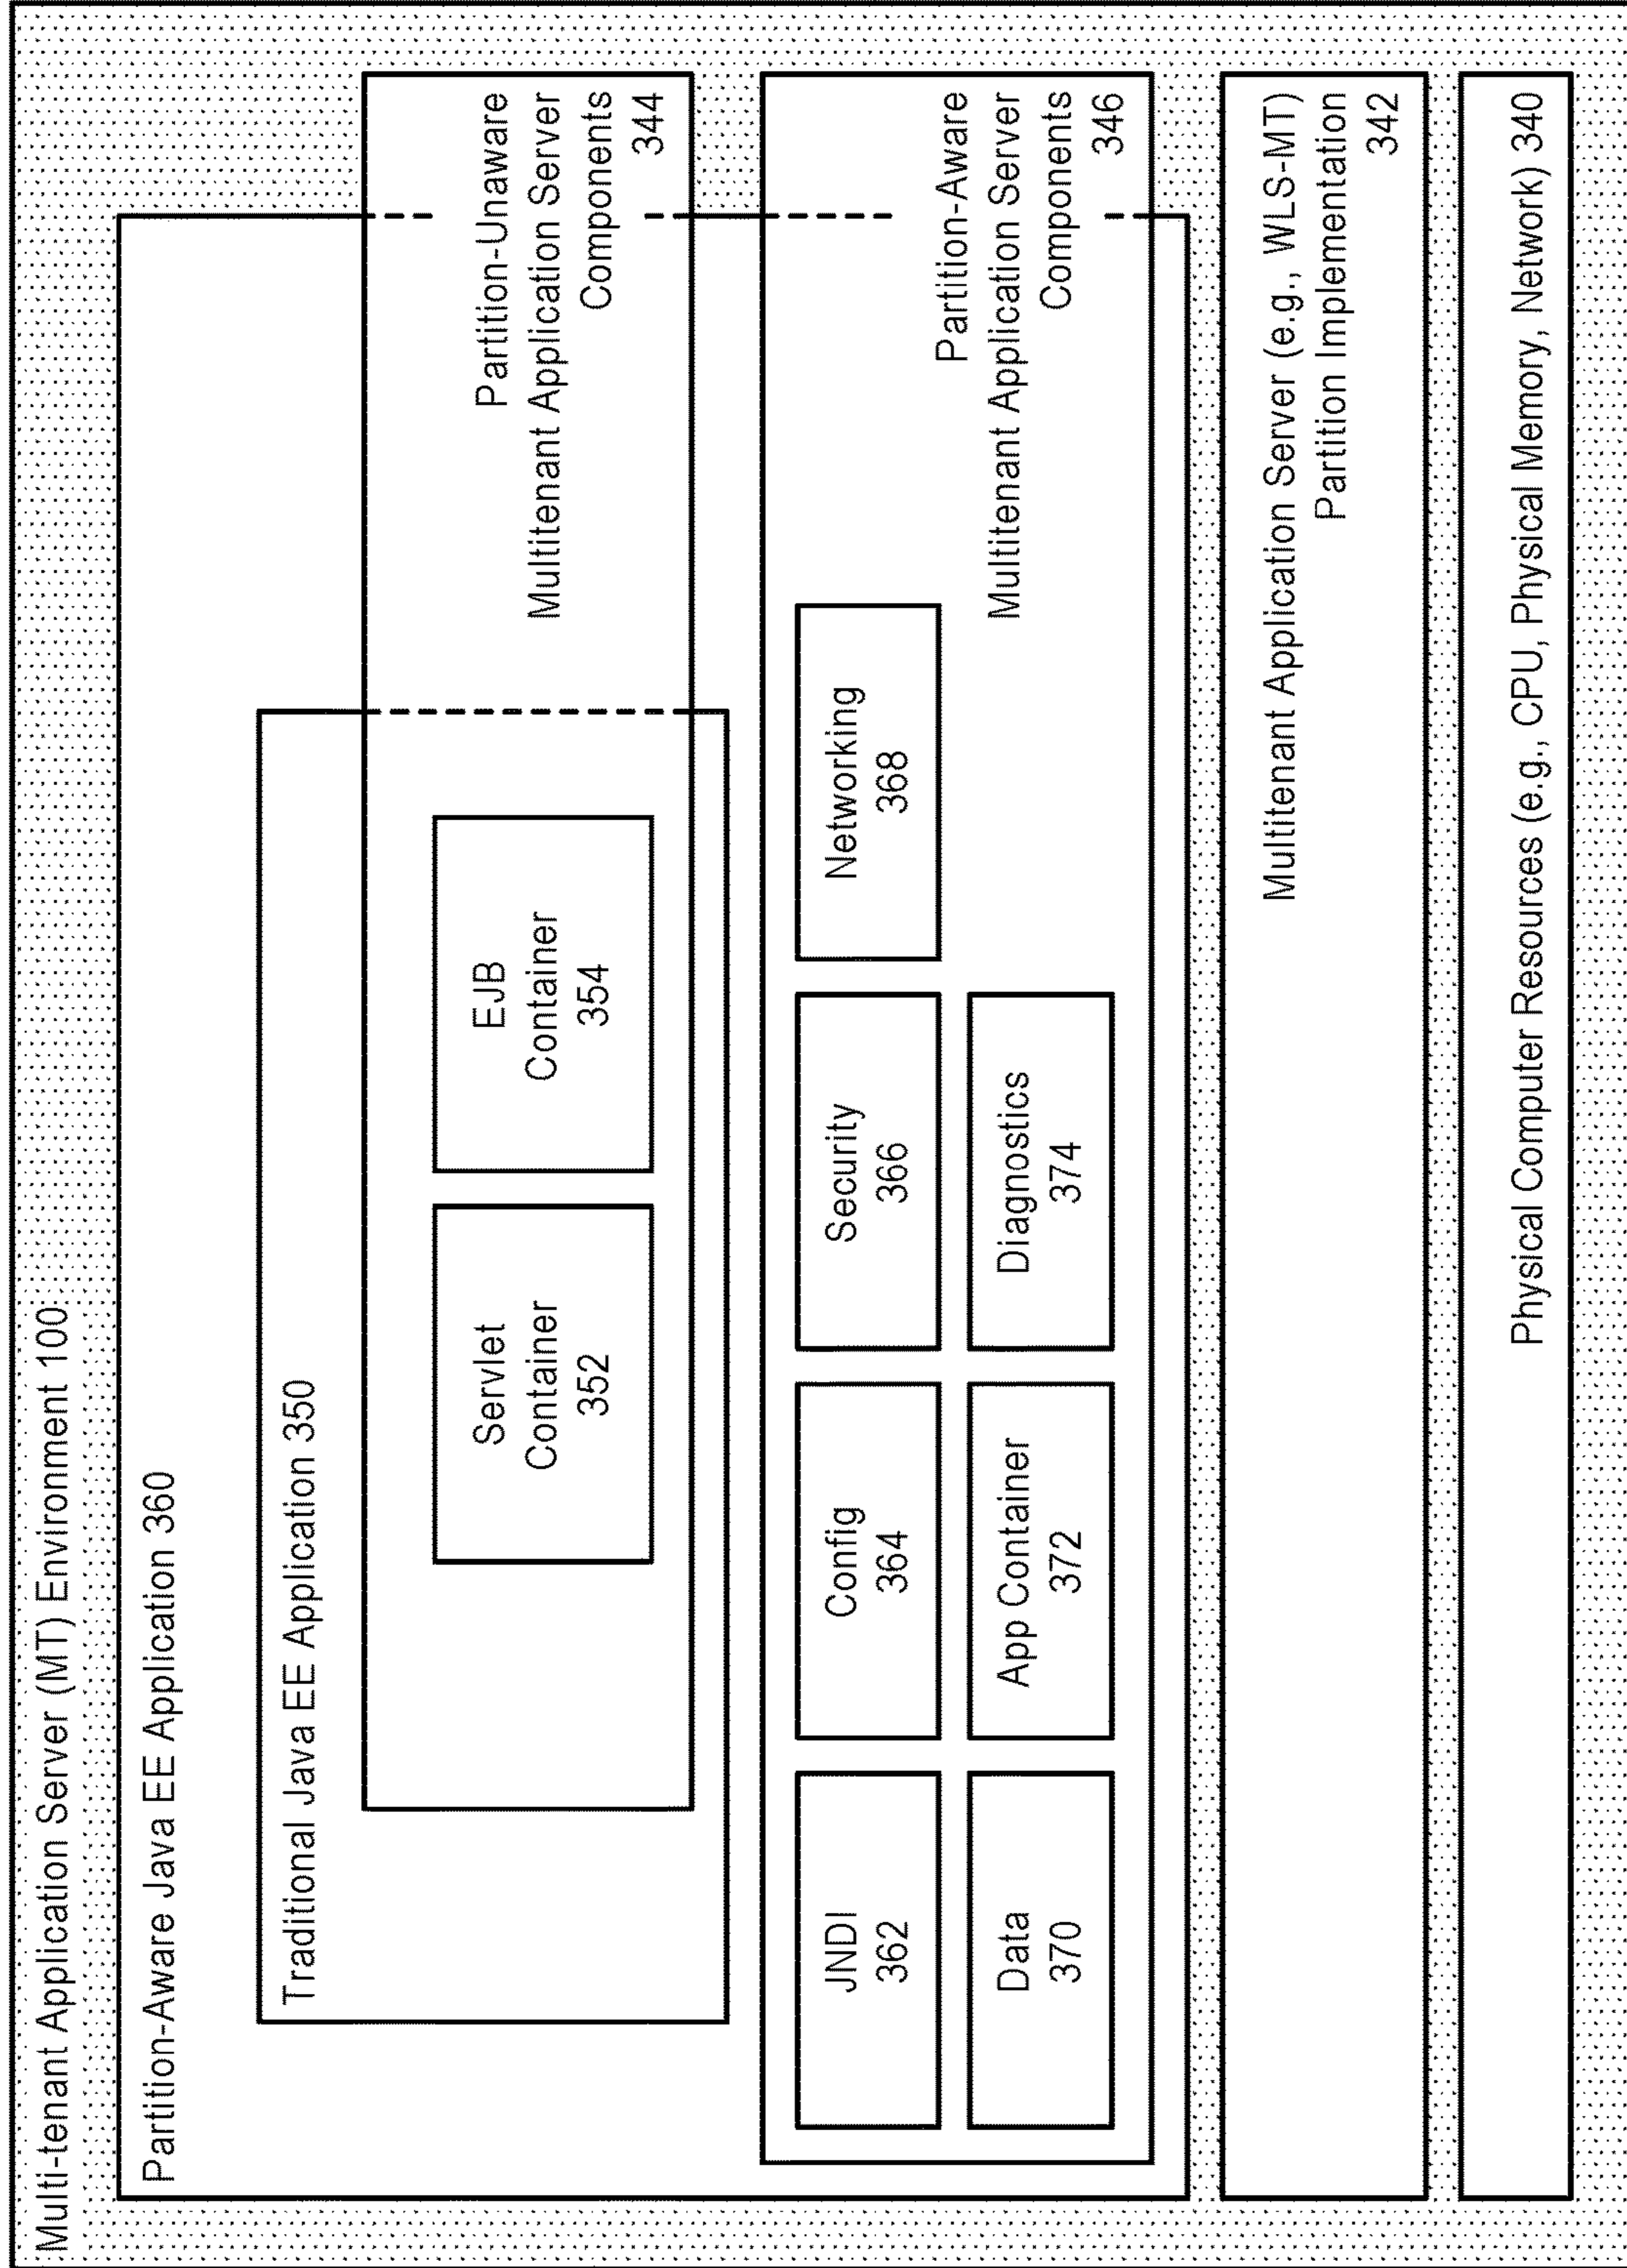 Multi-tenant Application Server (MT) Environment 100
Partition-Aware Java EE Application 360
Traditional Java EE Application 350
Servlet
Container
352
EJB
Container
354
Partition-Unaware
Multitenant Application Server
Components
344
JNDI
362
Config
364
Security
366
Networking
368
Data
370
App Container
372
Diagnostics
374
Partition-Aware
Multitenant Application Server
Components
346
Multitenant Application Server (e.g., WLS-MT)
Partition Implementation
342
Physical Computer Resources (e.g., CPU, Physical Memory, Network) 340